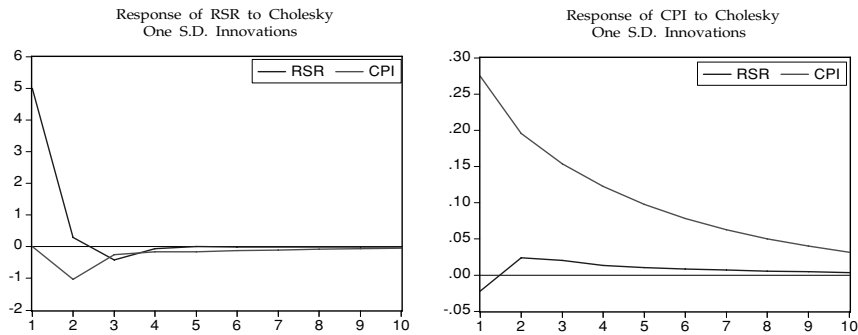 Response of RSR to Cholesky
One S.D. Innovations
6
5
4
3
2
1
0
-1
-2
RSR CPI
1 2 3 4 5 6 7 8 9 10
Response of CPI to Cholesky
One S.D. Innovations
.30
.25
.20
.15
.10
.05
.00
-.05
RSR CPI
1 2 3 4 5 6 7 8 9 10